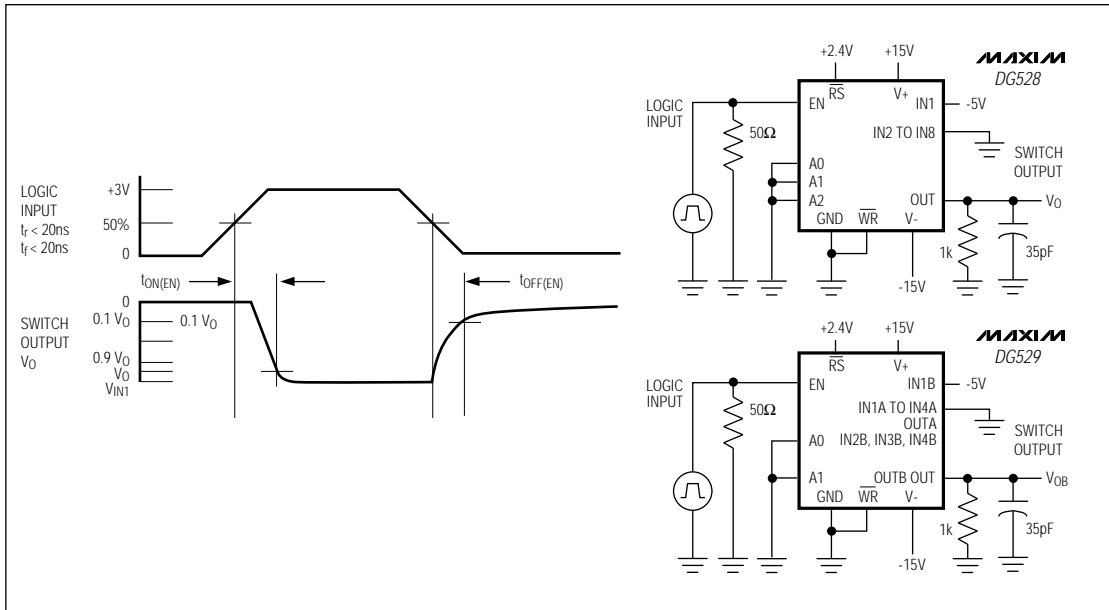 LOGIC
INPUT
tr < 20ns
tf < 20ns
+3V
50%
0
tON(EN)
tOFF(EN)
SWITCH
OUTPUT
VO
0
0.1 VO
0.1 VO
0.9 VO
VO
VIN1
+2.4V
+15V
MAXIM
DG528
LOGIC
INPUT
50Ω
EN
RS
V+
IN1
-5V
IN2 TO IN8
A0
A1
A2
SWITCH
OUTPUT
OUT
VO
GND
WR
V-
1k
35pF
-15V
+2.4V
+15V
MAXIM
DG529
LOGIC
INPUT
50Ω
EN
RS
V+
IN1B
-5V
IN1A TO IN4A
OUTA
IN2B, IN3B, IN4B
A0
A1
SWITCH
OUTPUT
OUTB OUT
VOB
GND
WR
V-
1k
35pF
-15V